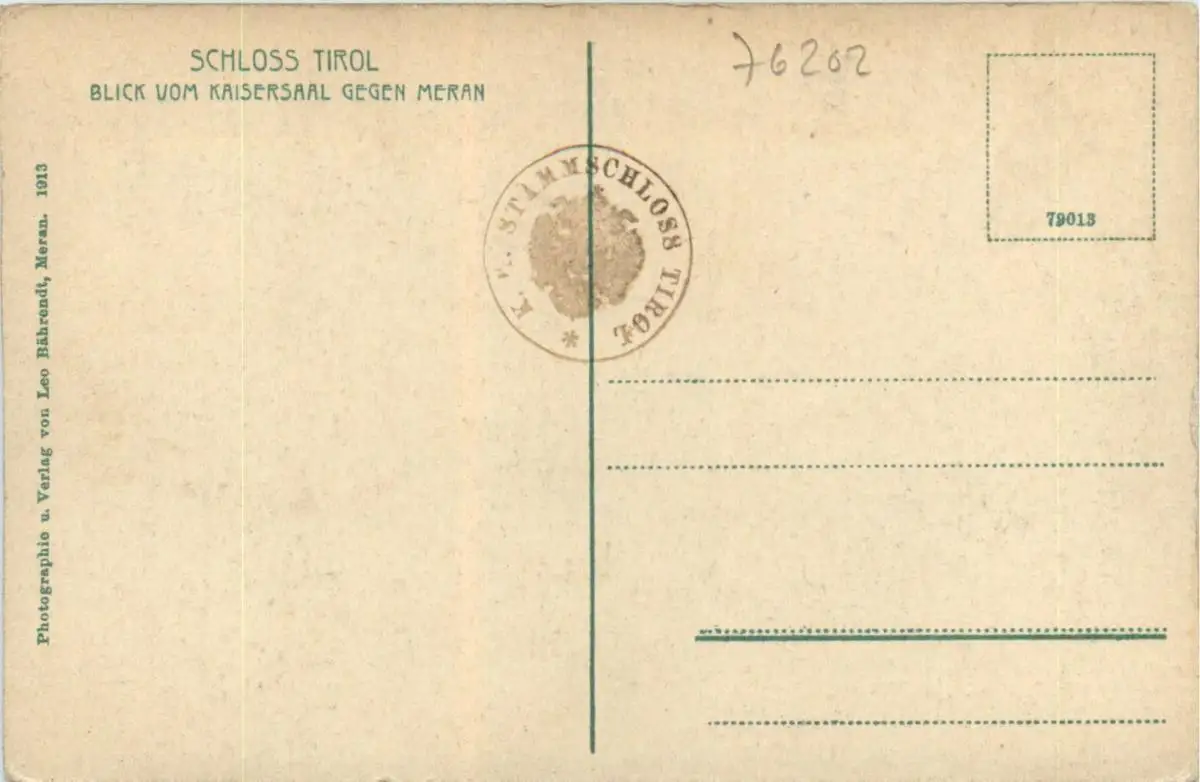 SCHLOSS TIROL
BLICK VOM KAISERSAAL GEGEN MERAN
76202
79013
K. K. STAMMSCHLOSS TIROL *
Photographie u. Verlag von Leo Bährendt, Meran. 1913